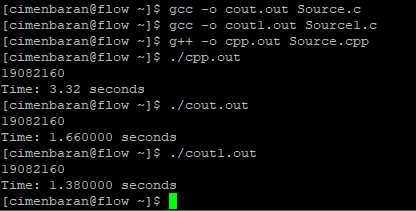 [cimenbaran@flow ~]$ gcc -o cout.out Source.c
[cimenbaran@flow ~]$ gcc -o cout1.out Source1.c
[cimenbaran@flow ~]$ g++ -o cpp.out Source.cpp
[cimenbaran@flow ~]$ ./cpp.out
19082160
Time: 3.32 seconds
[cimenbaran@flow ~]$ ./cout.out
19082160
Time: 1.660000 seconds
[cimenbaran@flow ~]$ ./cout1.out
19082160
Time: 1.380000 seconds
[cimenbaran@flow ~]$